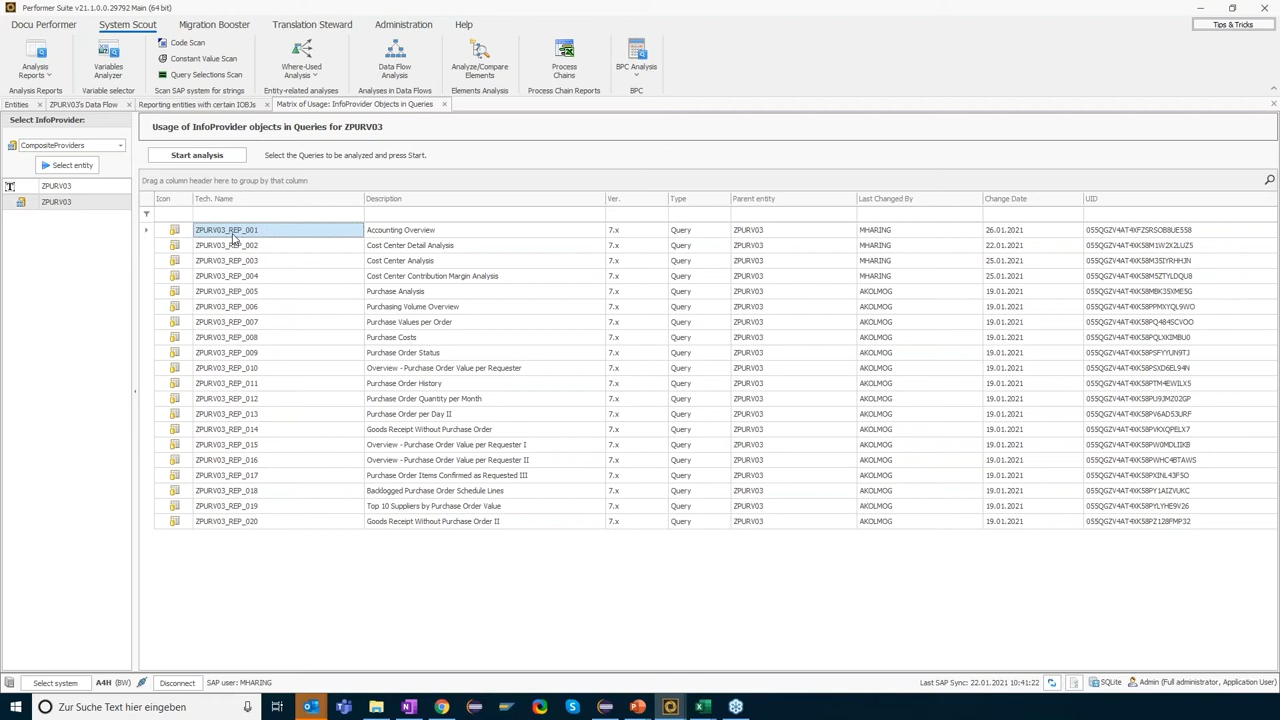 Performer Suite v21.1.0.0.29792 Main (64 bit)
Docu Performer System Scout Migration Booster Translation Steward Administration Help Tips & Tricks
Analysis Reports
Variables Analyzer
Code Scan
Constant Value Scan
Query Selections Scan
Where-Used Analysis
Data Flow Analysis
Analyze/Compare Elements
Process Chains
BPC Analysis
Analysis Reports Variable selector Scan SAP system for strings Entity-related analyses Analyses in Data Flows Elements Analysis Process Chain Reports BPC
Entities ZPURV03's Data Flow Reporting entities with certain IOBJs Matrix of Usage: InfoProvider Objects in Queries
Select InfoProvider:
CompositeProviders
Select entity
ZPURV03
ZPURV03
Usage of InfoProvider objects in Queries for ZPURV03
Start analysis Select the Queries to be analyzed and press Start.
Drag a column header here to group by that column
Icon Tech. Name Description Ver. Type Parent entity Last Changed By Change Date UID
ZPURV03_REP_001 Accounting Overview 7.x Query ZPURV03 MHARING 26.01.2021
ZPURV03_REP_002 Cost Center Detail Analysis 7.x Query ZPURV03 MHARING 22.01.2021
ZPURV03_REP_003 Cost Center Analysis 7.x Query ZPURV03 MHARING 25.01.2021
ZPURV03_REP_004 Cost Center Contribution Margin Analysis 7.x Query ZPURV03 MHARING 25.01.2021
ZPURV03_REP_005 Purchase Analysis 7.x Query ZPURV03 AKOLMOG 19.01.2021
ZPURV03_REP_006 Purchasing Volume Overview 7.x Query ZPURV03 AKOLMOG 19.01.2021
ZPURV03_REP_007 Purchase Values per Order 7.x Query ZPURV03 AKOLMOG 19.01.2021
ZPURV03_REP_008 Purchase Costs 7.x Query ZPURV03 AKOLMOG 19.01.2021
ZPURV03_REP_009 Purchase Order Status 7.x Query ZPURV03 AKOLMOG 19.01.2021
ZPURV03_REP_010 Overview - Purchase Order Value per Requester 7.x Query ZPURV03 AKOLMOG 19.01.2021
ZPURV03_REP_011 Purchase Order History 7.x Query ZPURV03 AKOLMOG 19.01.2021
ZPURV03_REP_012 Purchase Order Quantity per Month 7.x Query ZPURV03 AKOLMOG 19.01.2021
ZPURV03_REP_013 Purchase Order per Day II 7.x Query ZPURV03 AKOLMOG 19.01.2021
ZPURV03_REP_014 Goods Receipt Without Purchase Order 7.x Query ZPURV03 AKOLMOG 19.01.2021
ZPURV03_REP_015 Overview - Purchase Order Value per Requester I 7.x Query ZPURV03 AKOLMOG 19.01.2021
ZPURV03_REP_016 Overview - Purchase Order Value per Requester II 7.x Query ZPURV03 AKOLMOG 19.01.2021
ZPURV03_REP_017 Purchase Order Items Confirmed as Requested III 7.x Query ZPURV03 AKOLMOG 19.01.2021
ZPURV03_REP_018 Backlogged Purchase Order Schedule Lines 7.x Query ZPURV03 AKOLMOG 19.01.2021
ZPURV03_REP_019 Top 10 Suppliers by Purchase Order Value 7.x Query ZPURV03 AKOLMOG 19.01.2021
ZPURV03_REP_020 Goods Receipt Without Purchase Order II 7.x Query ZPURV03 AKOLMOG 19.01.2021
Select system A4H (BW) Disconnect SAP user: MHARING Last SAP Sync: 22.01.2021 10:41:22 SQLite Admin (Full administrator, Application User)
Zur Suche Text hier eingeben